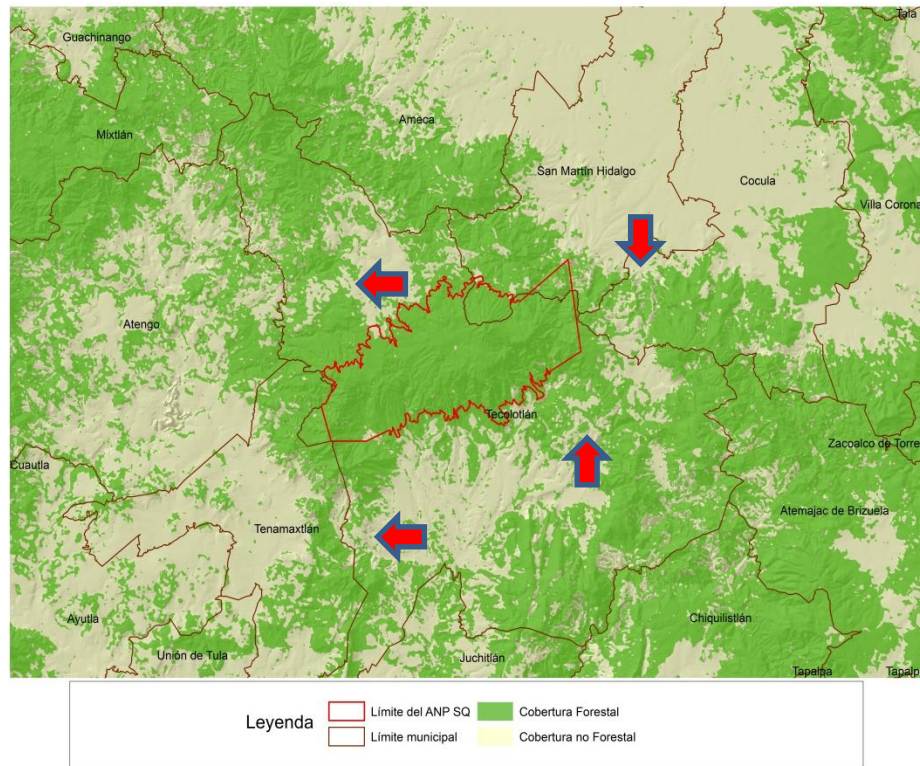 Tala
Guachinango
Ameca
Mixtlán
San Martín Hidalgo
Cocula
Villa Corona
Atengo
Tecolotlán
Zacoalco de Torre
Cuautla
Atemajac de Brizuela
Tenamaxtlán
Ayutla
Chiquilistlán
Unión de Tula
Juchitlán
Tapalpa
Tapalp
Leyenda
Límite del ANP SQ
Cobertura Forestal
Límite municipal
Cobertura no Forestal